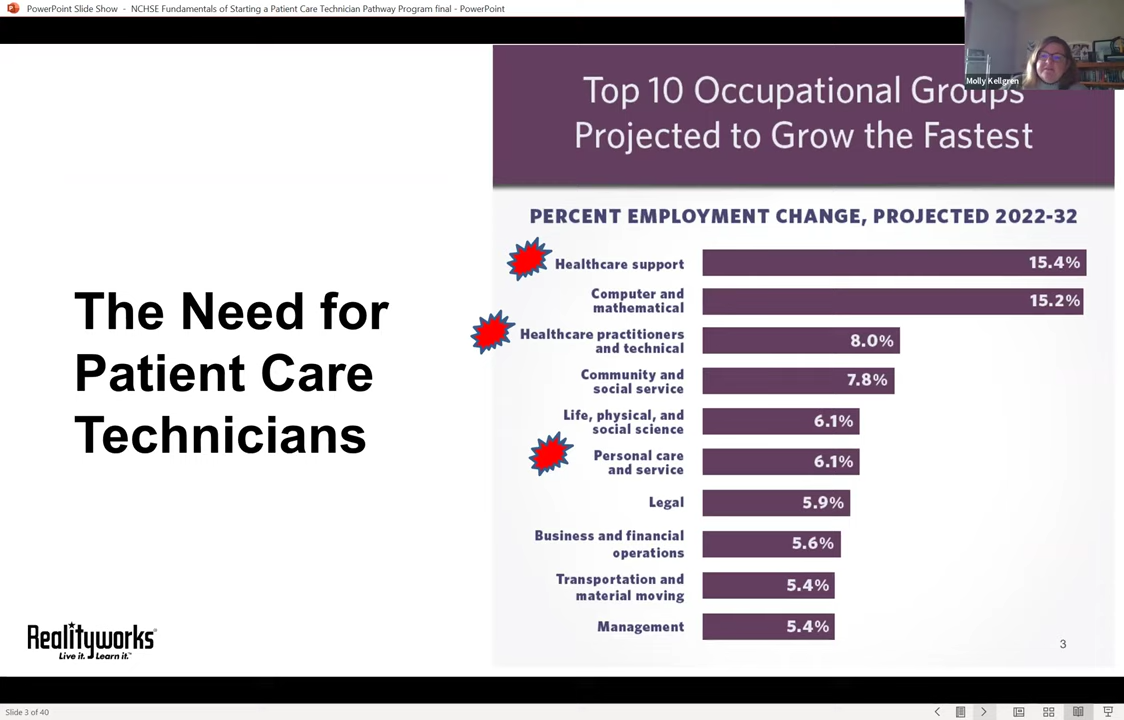 PowerPoint Slide Show - NCHSE Fundamentals of Starting a Patient Care Technician Pathway Program final - PowerPoint
Molly Kellgren
Top 10 Occupational Groups
Projected to Grow the Fastest
PERCENT EMPLOYMENT CHANGE, PROJECTED 2022-32
The Need for
Patient Care
Technicians
Healthcare support 15.4%
Computer and
mathematical 15.2%
Healthcare practitioners
and technical 8.0%
Community and
social service 7.8%
Life, physical, and
social science 6.1%
Personal care
and service 6.1%
Legal 5.9%
Business and financial
operations 5.6%
Transportation and
material moving 5.4%
Management 5.4%
Realityworks®
Live it. Learn it.™
3
Slide 3 of 40